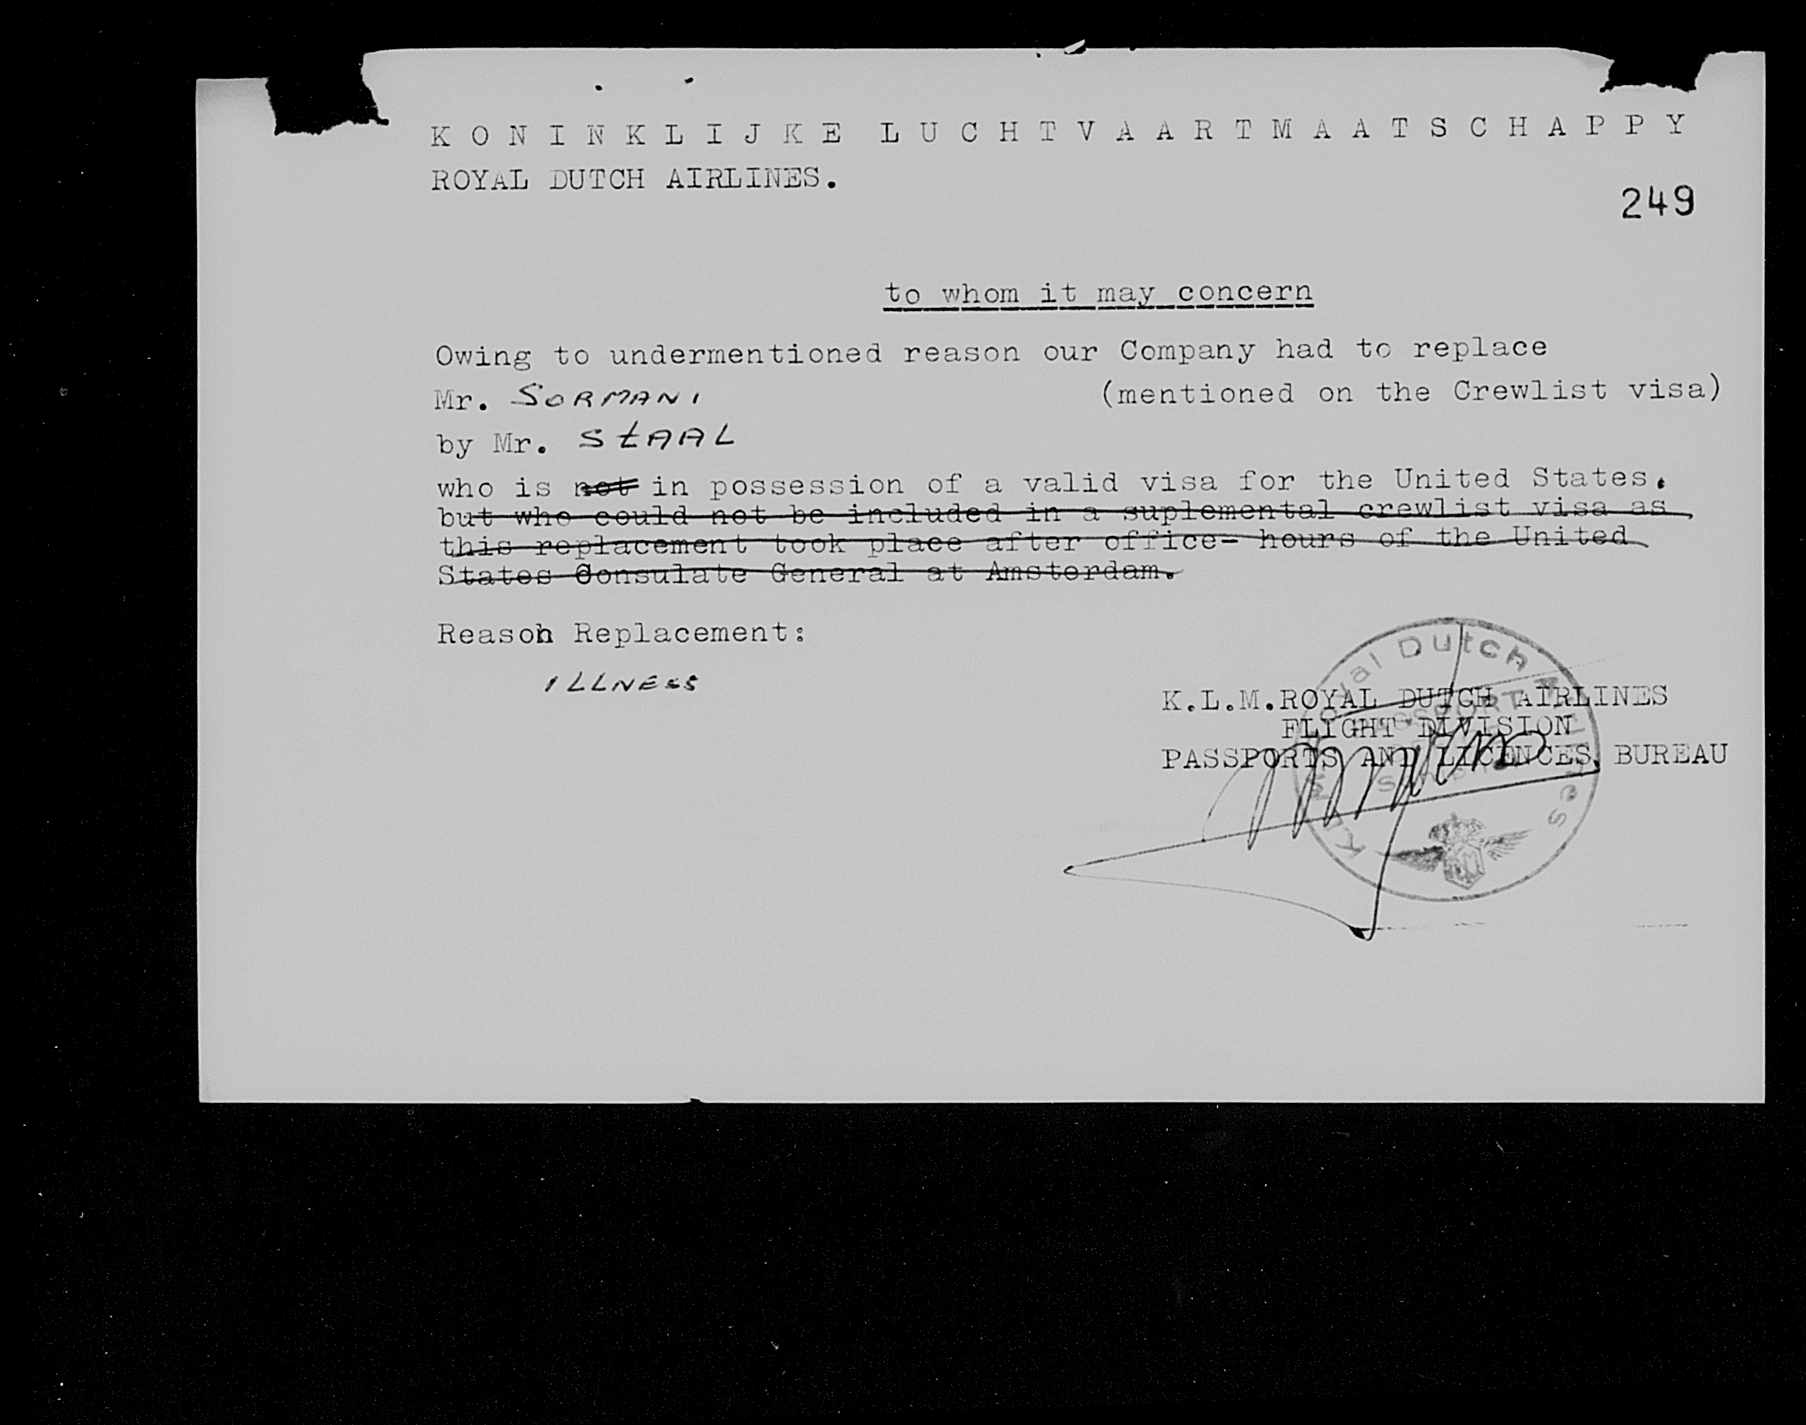 KONINKLIJKE LUCHTVAARTMAATSCHAPPY
ROYAL DUTCH AIRLINES.
249
to whom it may concern
Owing to undermentioned reason our Company had to replace
Mr. SORMANI (mentioned on the Crewlist visa)
by Mr. StAAL
who is not in possession of a valid visa for the United States.
but who could not be included in a suplemental crewlist visa as
this replacement took place after office- hours of the United
States Consulate General at Amsterdam.
Reason Replacement:
ILLNESS
K.L.M.ROYAL DUTCH AIRLINES
FLIGHT DIVISION
PASSPORTS AND LICENCES BUREAU
K.L.M. Royal Dutch Airlines
PASSPORT